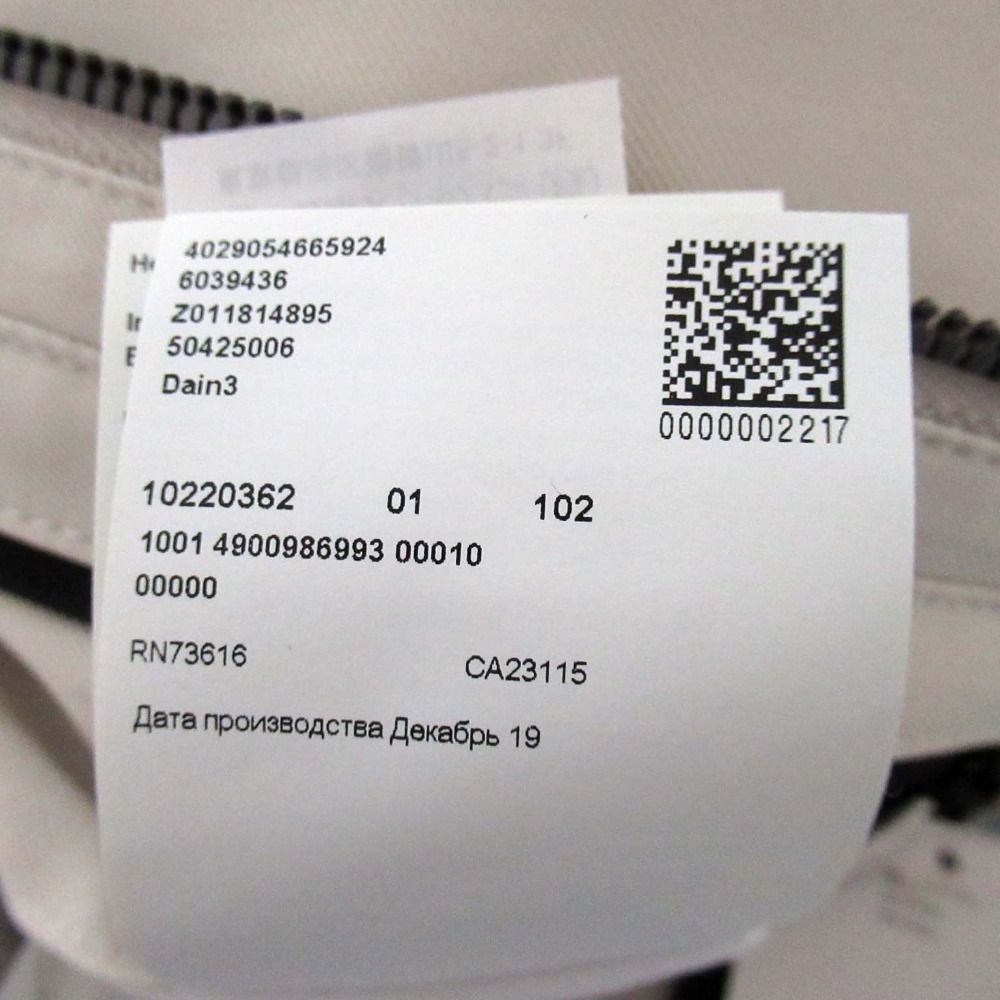 4029054665924
6039436
Z011814895
50425006
Dain3
0000002217
10220362 01 102
1001 4900986993 00010
00000
RN73616 CA23115
Дата производства Декабрь 19